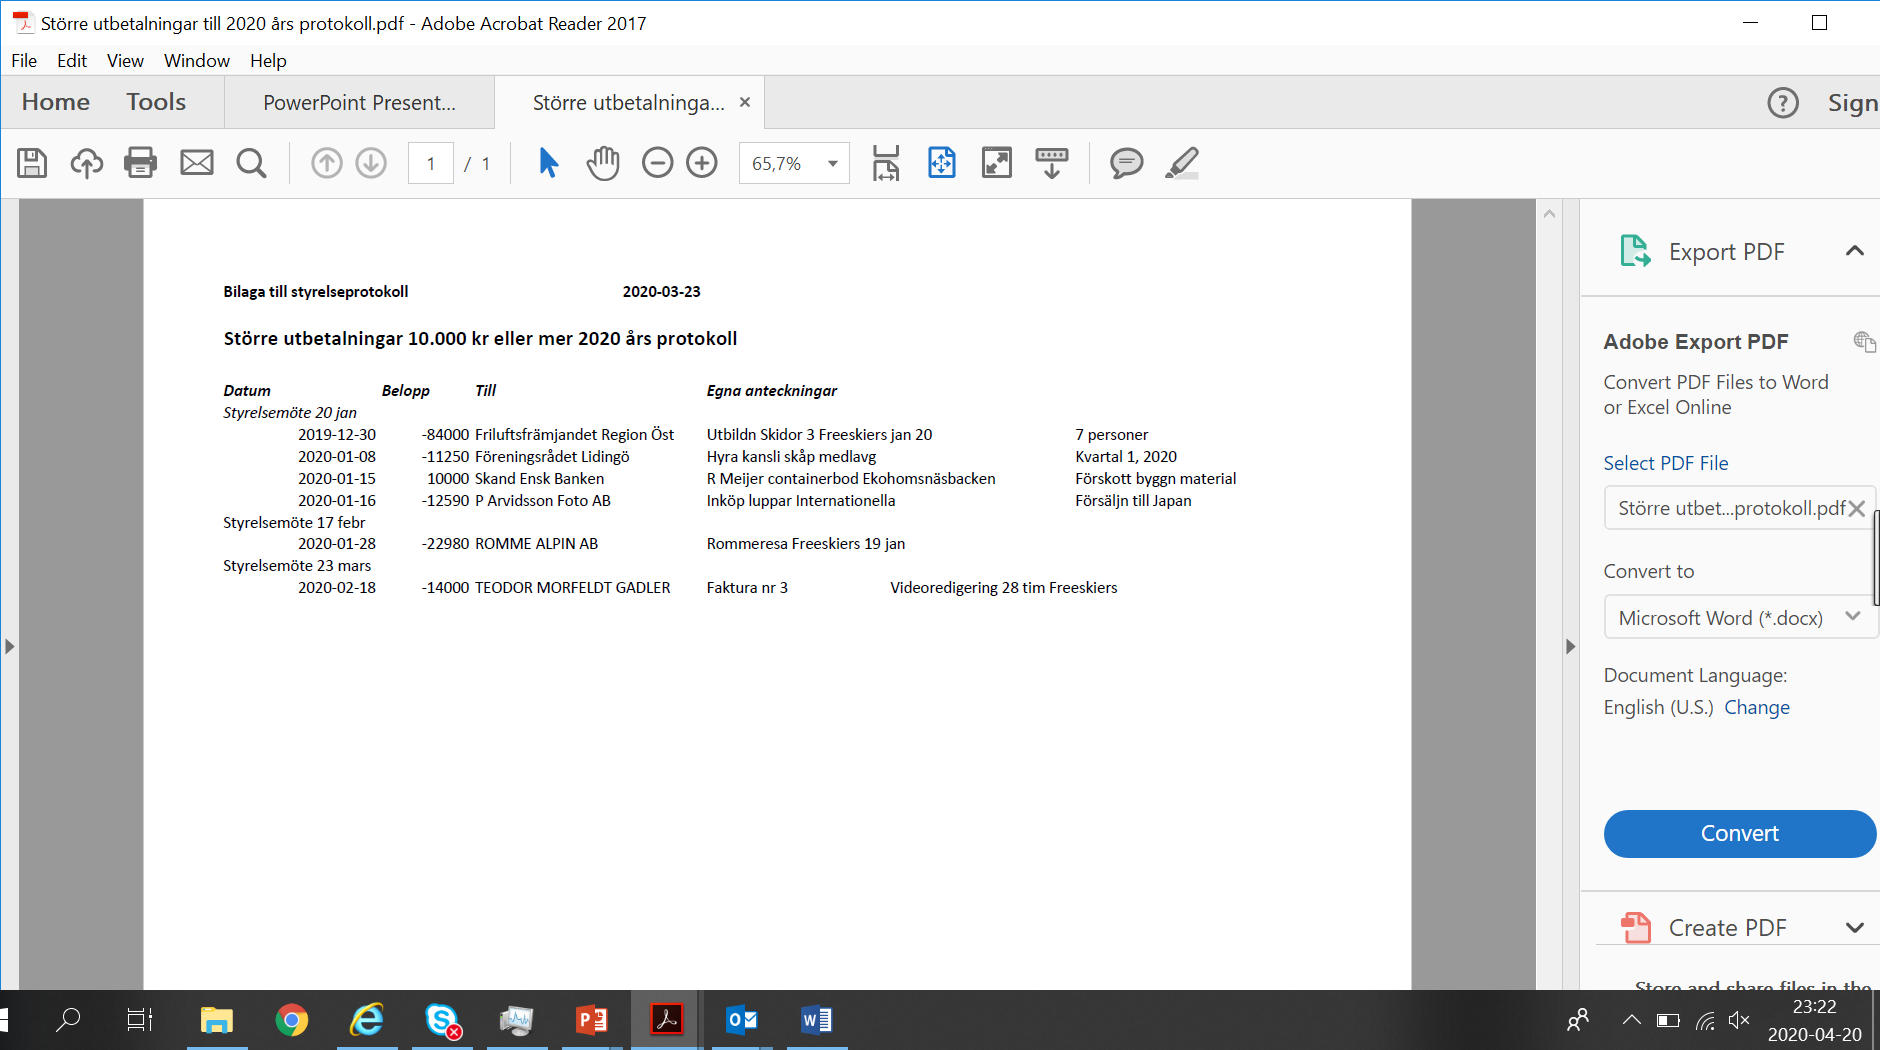 Större utbetalningar till 2020 års protokoll.pdf - Adobe Acrobat Reader 2017
File Edit View Window Help
Home Tools PowerPoint Present... Större utbetalninga... × ? Sign
1 / 1 65,7%
Bilaga till styrelseprotokoll 2020-03-23
Större utbetalningar 10.000 kr eller mer 2020 års protokoll
Datum Belopp Till Egna anteckningar
Styrelsemöte 20 jan
2019-12-30 -84000 Friluftsfrämjandet Region Öst Utbildn Skidor 3 Freeskiers jan 20 7 personer
2020-01-08 -11250 Föreningsrådet Lidingö Hyra kansli skåp medlavg Kvartal 1, 2020
2020-01-15 10000 Skand Ensk Banken R Meijer containerbod Ekohomsnäsbacken Förskott byggn material
2020-01-16 -12590 P Arvidsson Foto AB Inköp luppar Internationella Försäljn till Japan
Styrelsemöte 17 febr
2020-01-28 -22980 ROMME ALPIN AB Rommeresa Freeskiers 19 jan
Styrelsemöte 23 mars
2020-02-18 -14000 TEODOR MORFELDT GADLER Faktura nr 3 Videoredigering 28 tim Freeskiers
Export PDF
Adobe Export PDF
Convert PDF Files to Word
or Excel Online
Select PDF File
Större utbet...protokoll.pdf
Convert to
Microsoft Word (*.docx)
Document Language:
English (U.S.) Change
Convert
Create PDF
Store and share files in the
23:22
2020-04-20